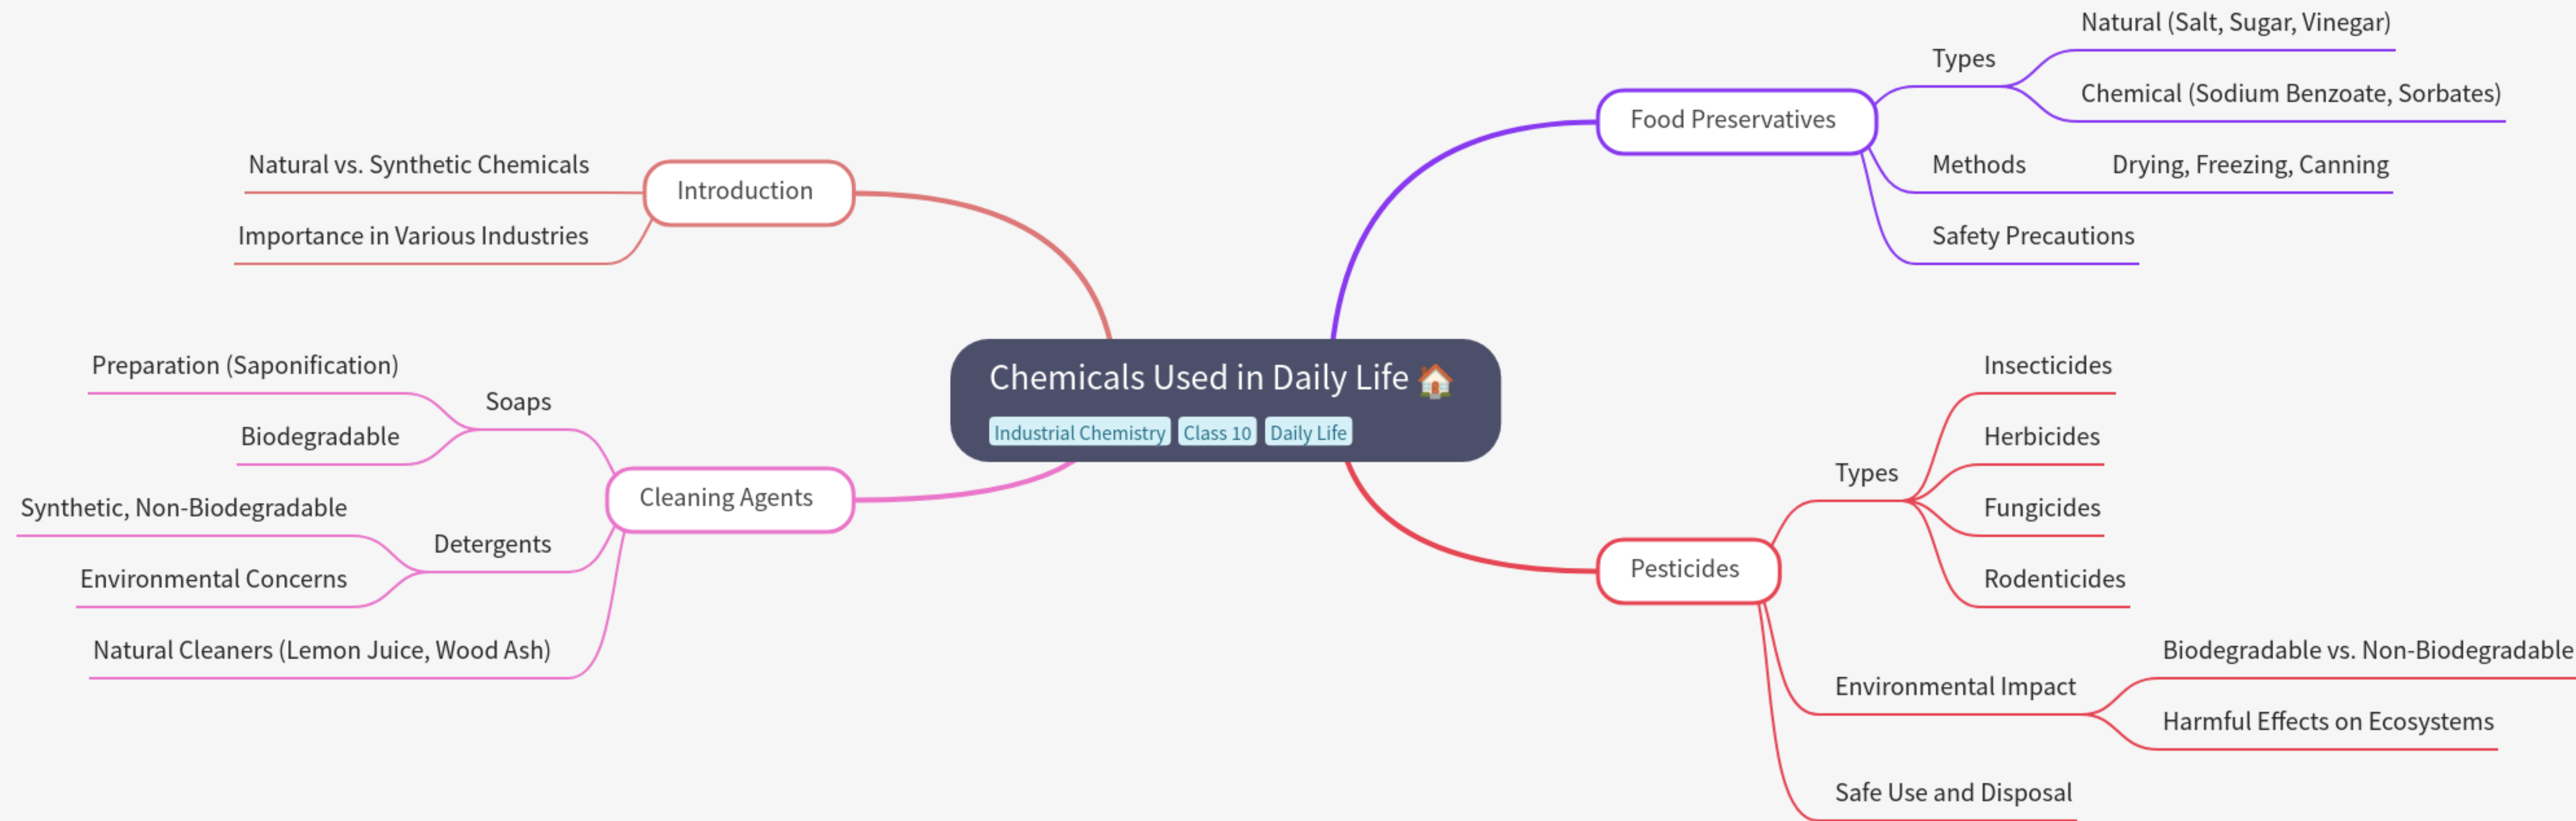 Chemicals Used in Daily Life 🏠
Industrial Chemistry Class 10 Daily Life
Introduction
Natural vs. Synthetic Chemicals
Importance in Various Industries
Cleaning Agents
Soaps
Preparation (Saponification)
Biodegradable
Detergents
Synthetic, Non-Biodegradable
Environmental Concerns
Natural Cleaners (Lemon Juice, Wood Ash)
Food Preservatives
Types
Natural (Salt, Sugar, Vinegar)
Chemical (Sodium Benzoate, Sorbates)
Methods
Drying, Freezing, Canning
Safety Precautions
Pesticides
Types
Insecticides
Herbicides
Fungicides
Rodenticides
Environmental Impact
Biodegradable vs. Non-Biodegradable
Harmful Effects on Ecosystems
Safe Use and Disposal